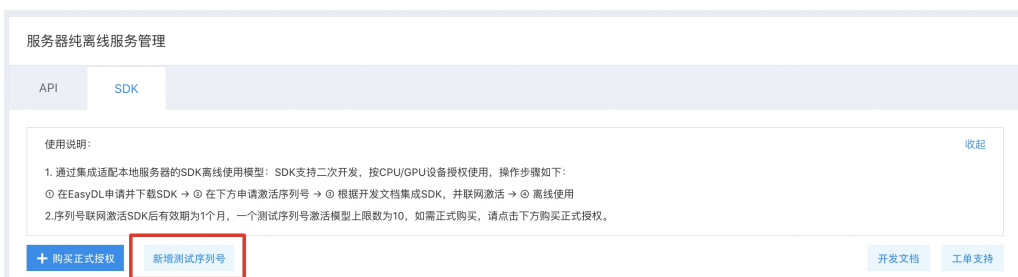 服务器纯离线服务管理
API SDK
使用说明: 收起
1. 通过集成适配本地服务器的SDK离线使用模型：SDK支持二次开发，按CPU/GPU设备授权使用，操作步骤如下：
① 在EasyDL申请并下载SDK → ② 在下方申请激活序列号 → ③ 根据开发文档集成SDK，并联网激活 → ④ 离线使用
2.序列号联网激活SDK后有效期为1个月，一个测试序列号激活模型上限数为10，如需正式购买，请点击下方购买正式授权。
+ 购买正式授权 新增测试序列号 开发文档 工单支持